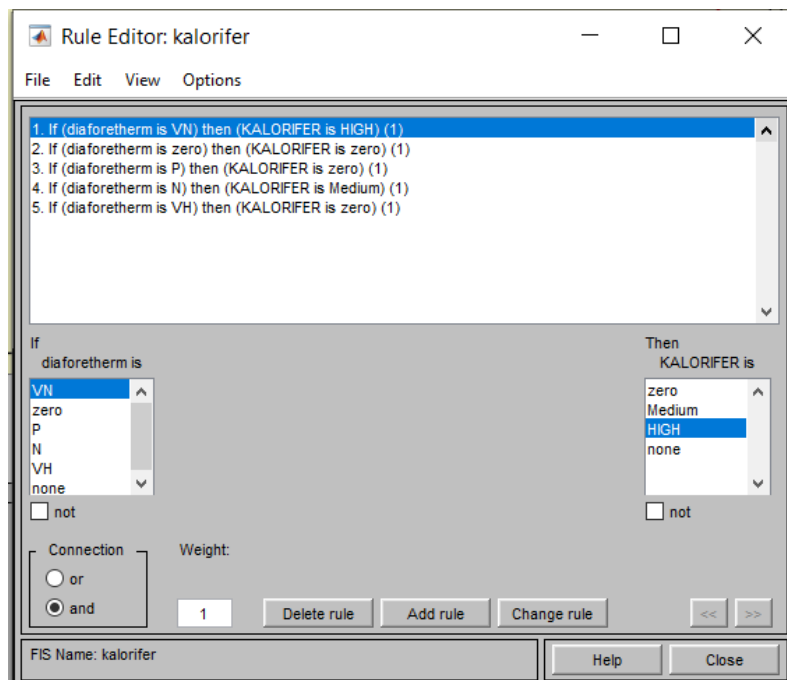 Rule Editor: kalorifer
File Edit View Options
1. If (diaforetherm is VN) then (KALORIFER is HIGH) (1)
2. If (diaforetherm is zero) then (KALORIFER is zero) (1)
3. If (diaforetherm is P) then (KALORIFER is zero) (1)
4. If (diaforetherm is N) then (KALORIFER is Medium) (1)
5. If (diaforetherm is VH) then (KALORIFER is zero) (1)
If
diaforetherm is
VN
zero
P
N
VH
none
not
Then
KALORIFER is
zero
Medium
HIGH
none
not
Connection
or
and
Weight:
1
Delete rule
Add rule
Change rule
<<
>>
FIS Name: kalorifer
Help
Close